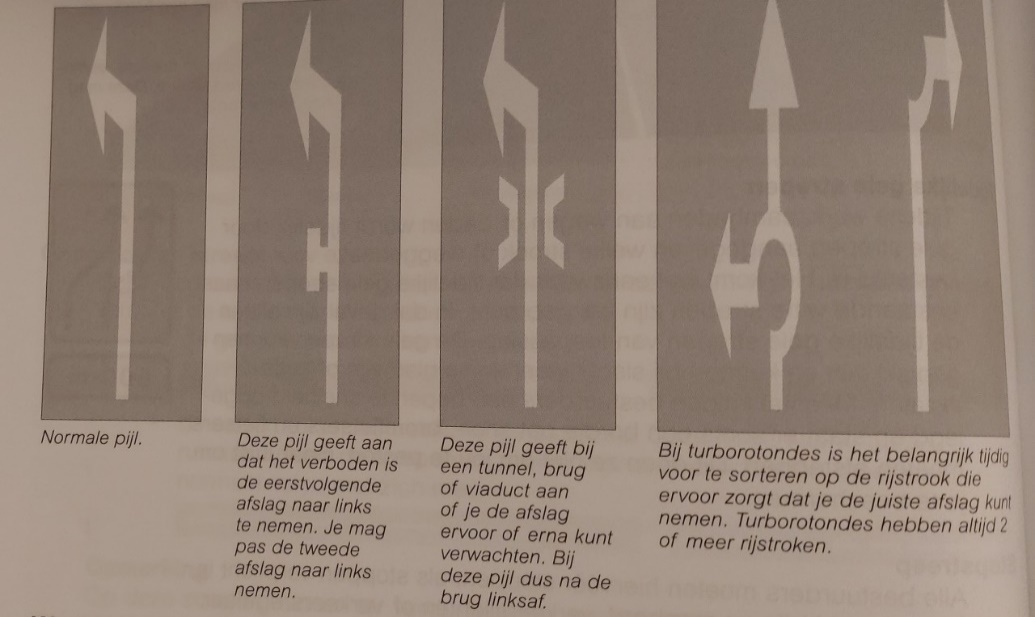 Normale pijl.
Deze pijl geeft aan
dat het verboden is
de eerstvolgende
afslag naar links
te nemen. Je mag
pas de tweede
afslag naar links
nemen.
Deze pijl geeft bij
een tunnel, brug
of viaduct aan
of je de afslag
ervoor of erna kunt
verwachten. Bij
deze pijl dus na de
brug linksaf.
Bij turborotondes is het belangrijk tijdig
voor te sorteren op de rijstrook die
ervoor zorgt dat je de juiste afslag kunt
nemen. Turborotondes hebben altijd 2
of meer rijstroken.